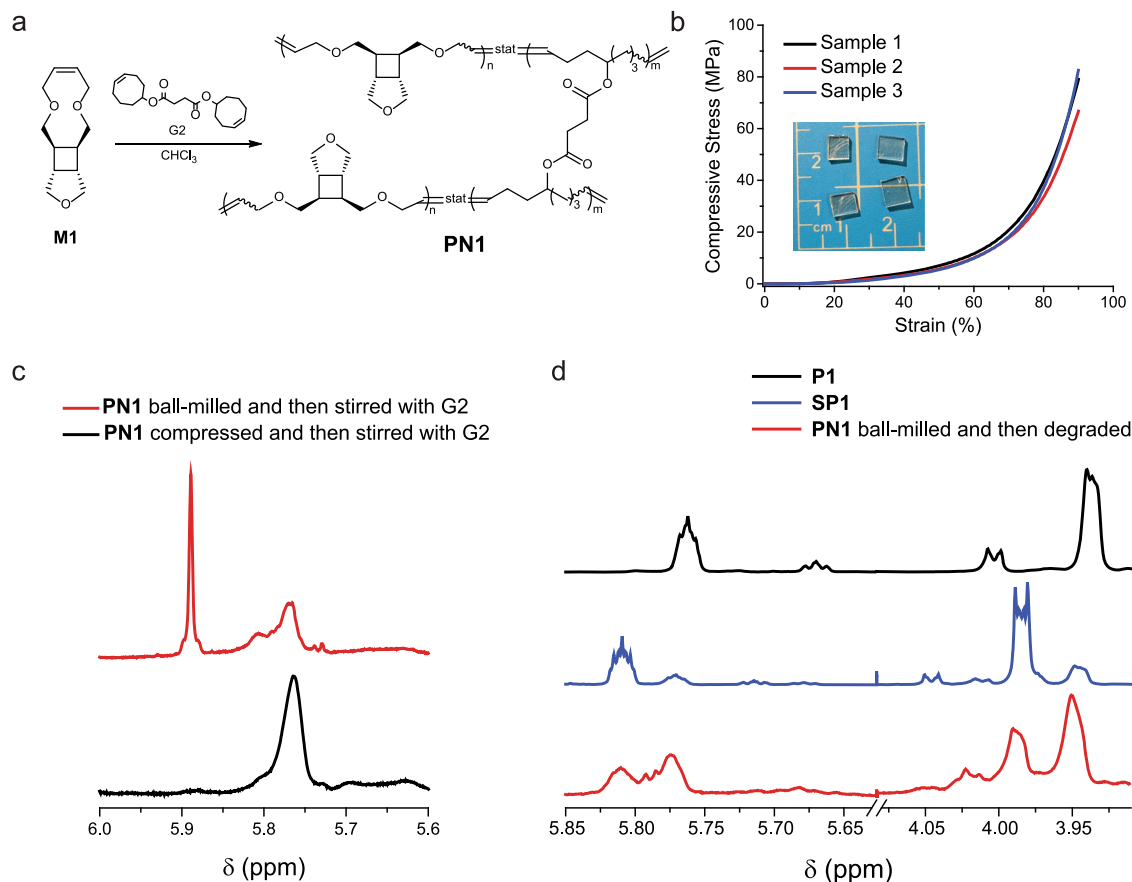 a
M1
O
O
O
O
O
O
O
G2
CHCl3
O
O
n
stat
3
m
O
O
O
O
O
O
O
O
n
stat
3
m
PN1
b
Compressive Stress (MPa)
100
80
60
40
20
0
Sample 1
Sample 2
Sample 3
2
1
cm
1
2
0 20 40 60 80 100
Strain (%)
c
PN1 ball-milled and then stirred with G2
PN1 compressed and then stirred with G2
6.0 5.9 5.8 5.7 5.6
δ (ppm)
d
P1
SP1
PN1 ball-milled and then degraded
5.85 5.80 5.75 5.70 5.65 4.05 4.00 3.95
δ (ppm)